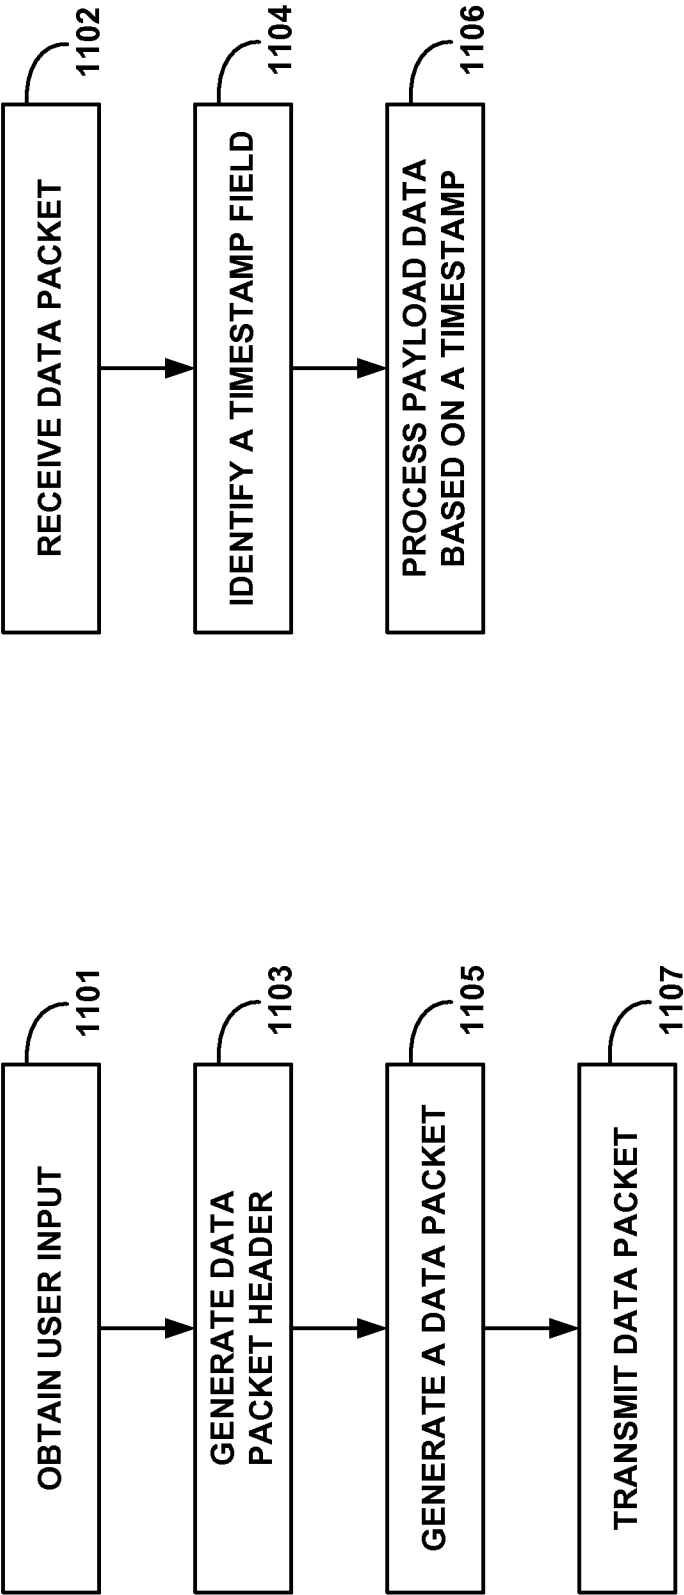 OBTAIN USER INPUT
1101
GENERATE DATA
PACKET HEADER
1103
GENERATE A DATA PACKET
1105
TRANSMIT DATA PACKET
1107
RECEIVE DATA PACKET
1102
IDENTIFY A TIMESTAMP FIELD
1104
PROCESS PAYLOAD DATA
BASED ON A TIMESTAMP
1106